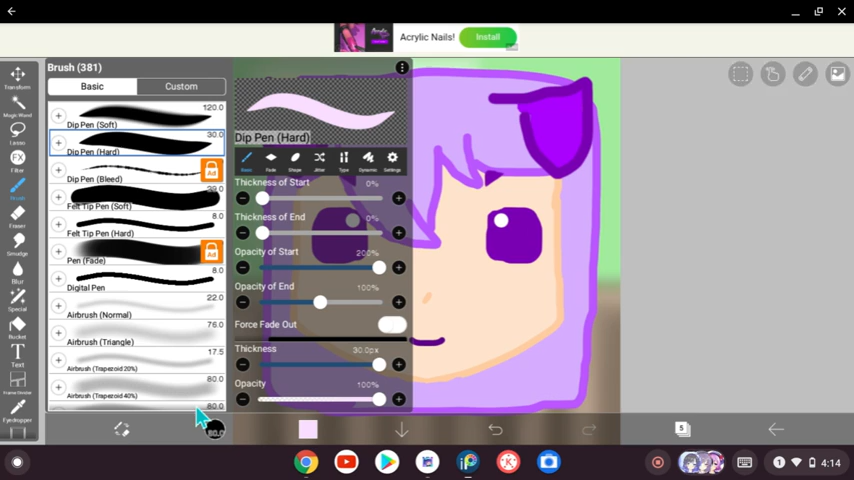 Acrylic Nails!
Install
Brush (381)
Basic
Custom
Transform
Magic Wand
Lasso
FX
Filter
Brush
Eraser
Smudge
Blur
Special
Bucket
T
Text
Frame Divider
Eyedropper
120.0
Dip Pen (Soft)
30.0
Dip Pen (Hard)
Dip Pen (Bleed)
Ad
Felt Tip Pen (Soft)
8.0
Felt Tip Pen (Hard)
Pen (Fade)
Ad
8.0
Digital Pen
22.0
Airbrush (Normal)
76.0
Airbrush (Triangle)
17.5
Airbrush (Trapezoid 20%)
80.0
Airbrush (Trapezoid 40%)
80.0
Dip Pen (Hard)
Basic
Fade
Shape
Jitter
Type
Dynamic
Settings
Thickness of Start
0%
Thickness of End
0%
Opacity of Start
200%
Opacity of End
100%
Force Fade Out
Thickness
30.0px
Opacity
100%
5
1
4:14